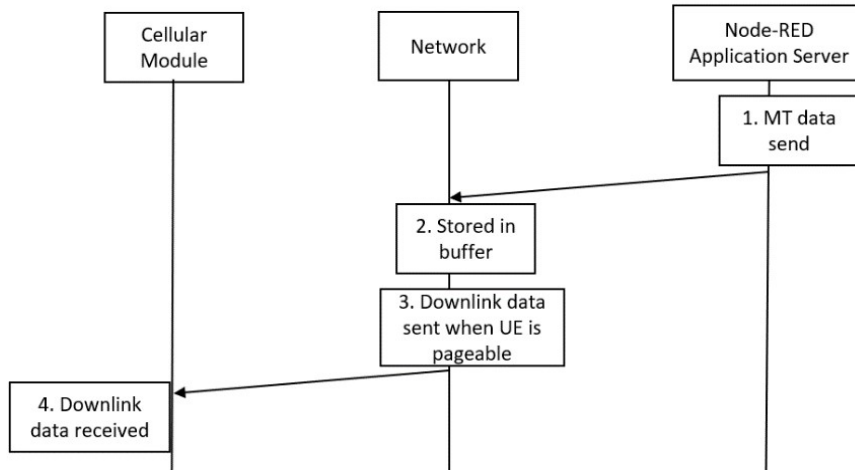 Cellular
Module
Network
Node-RED
Application Server
1. MT data
send
2. Stored in
buffer
3. Downlink data
sent when UE is
pageable
4. Downlink
data received